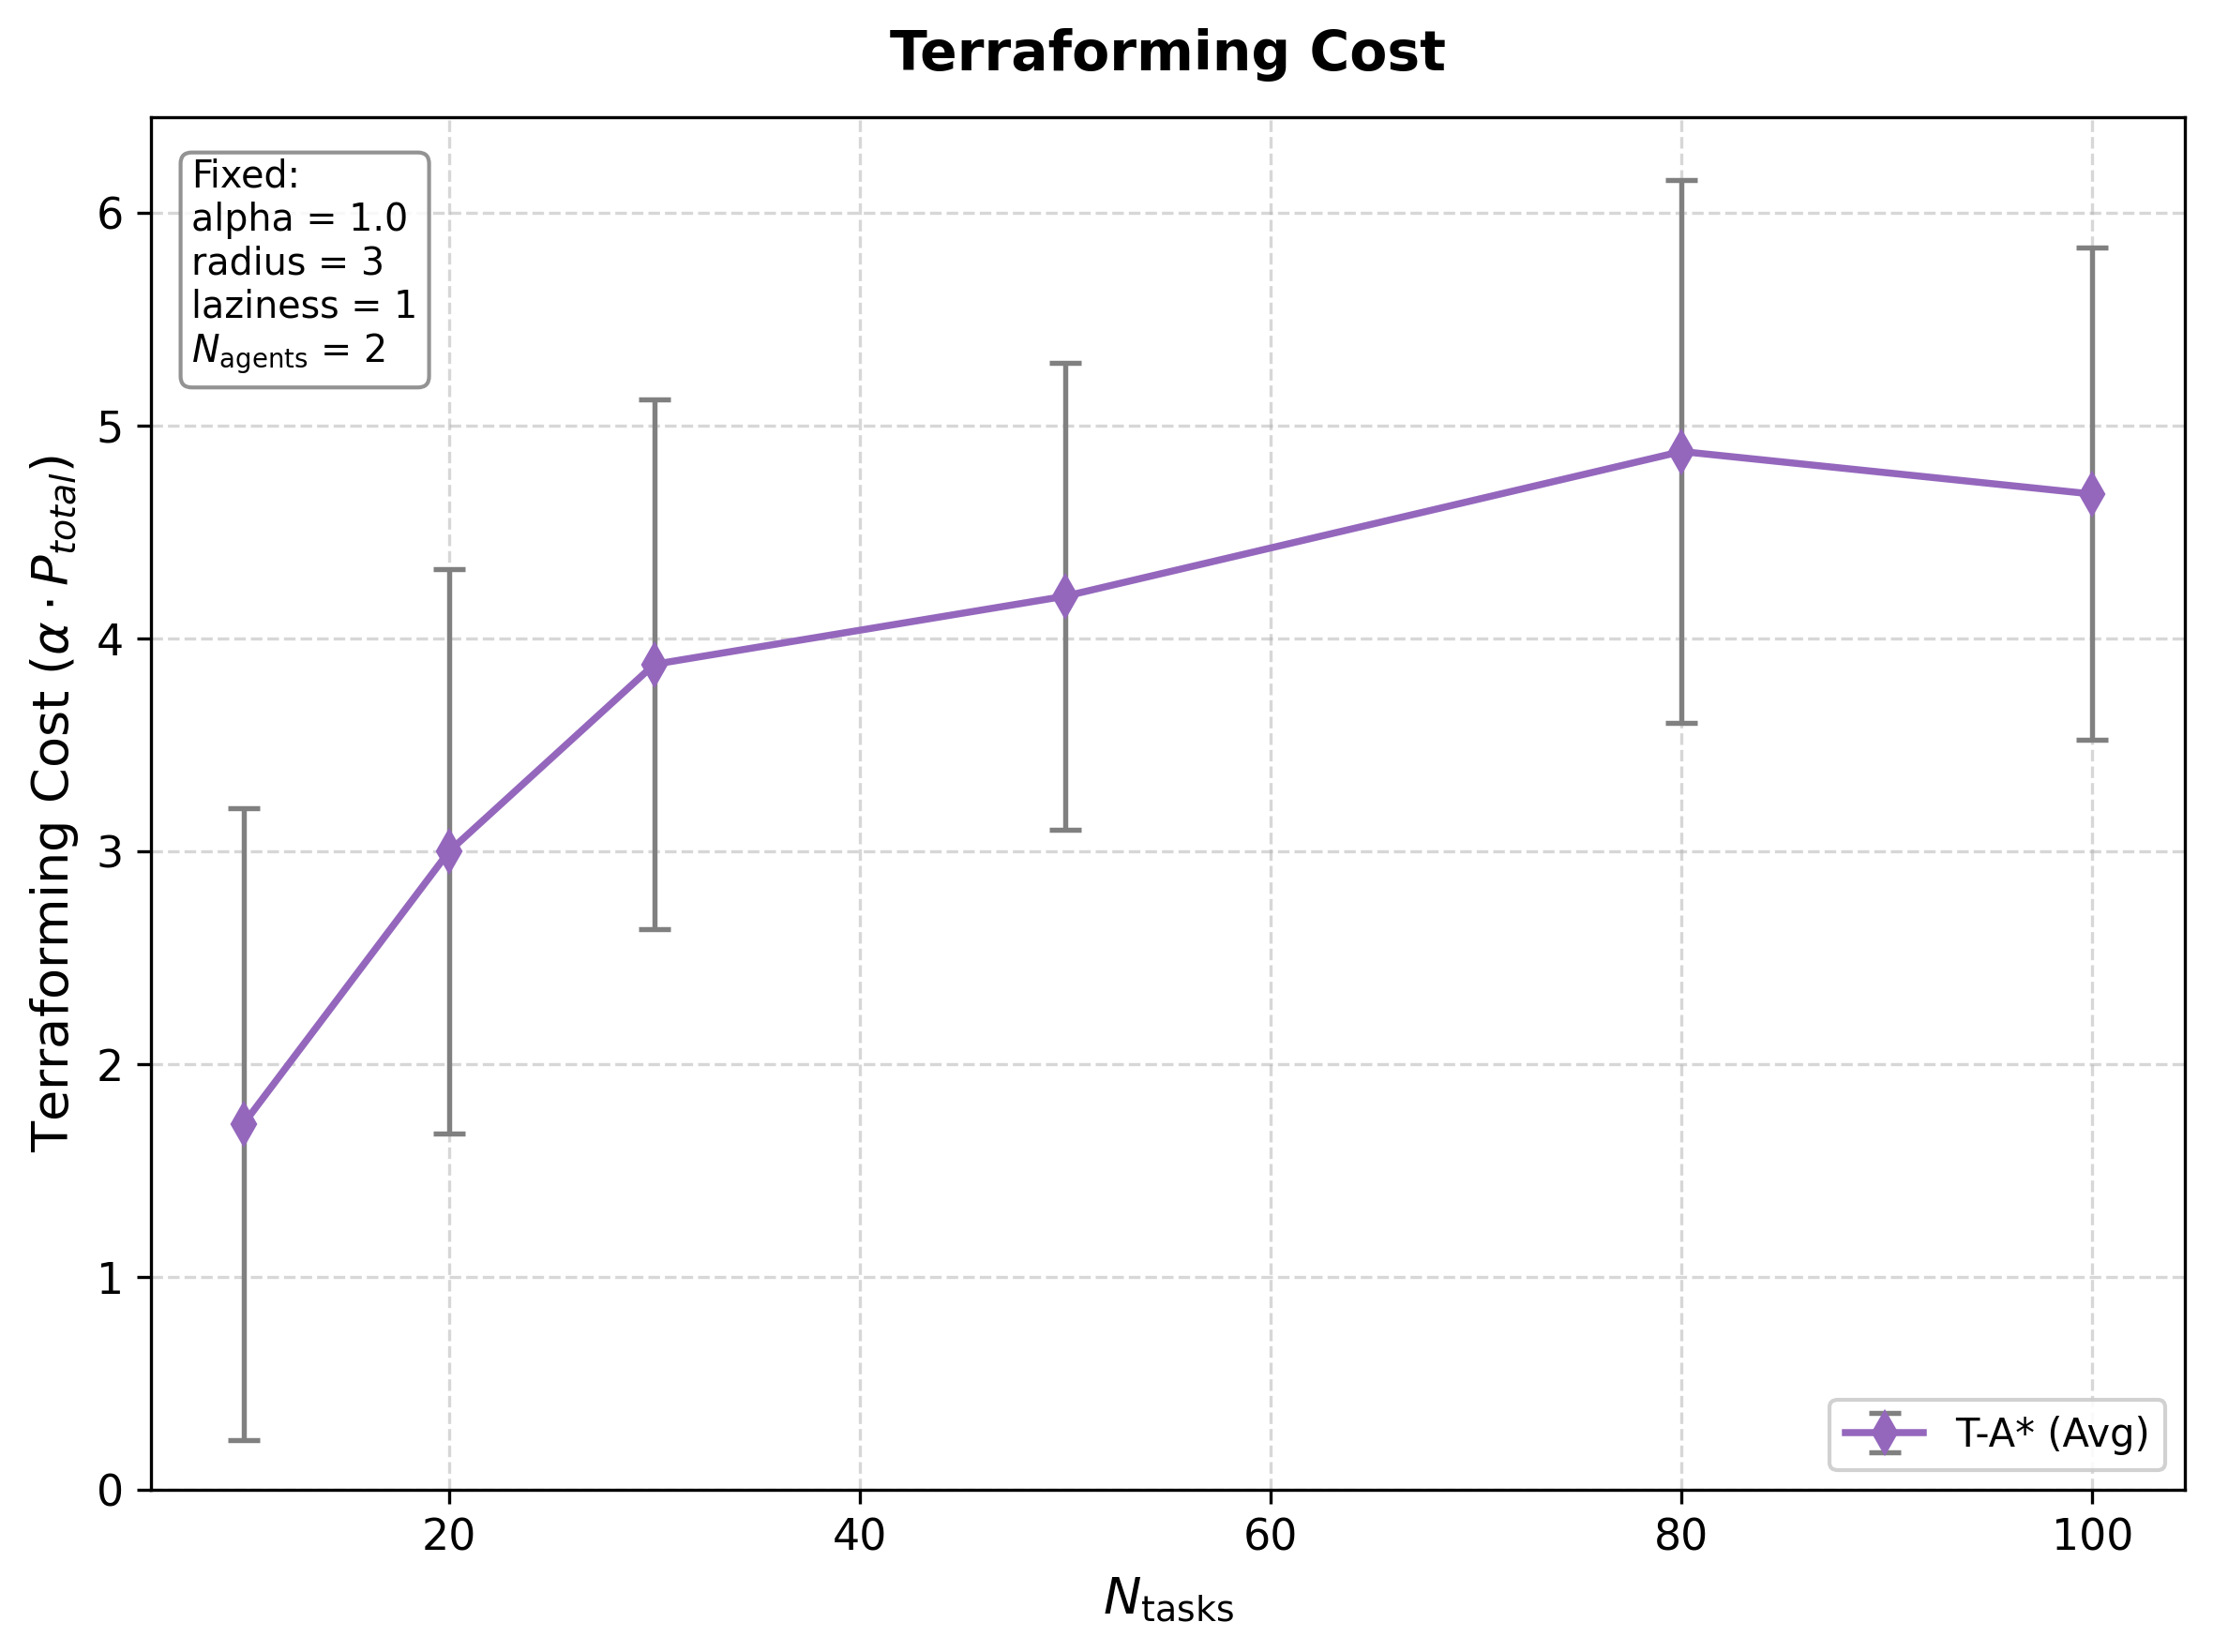 Terraforming Cost
Fixed:
alpha = 1.0
radius = 3
laziness = 1
N_agents = 2
Terraforming Cost (α · P_total)
6
5
4
3
2
1
0
20 40 60 80 100
N_tasks
T-A* (Avg)